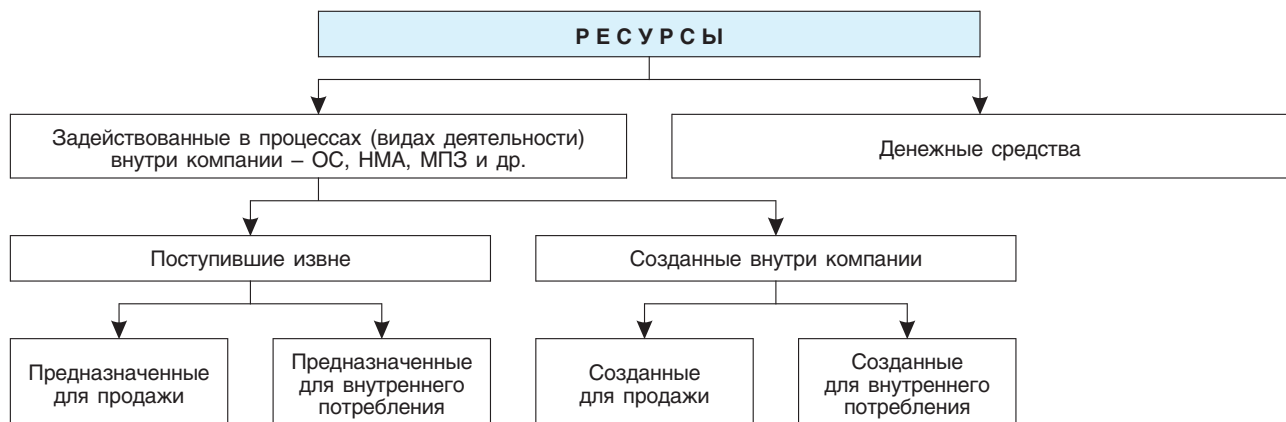 РЕСУРСЫ
Задействованные в процессах (видах деятельности)
внутри компании – ОС, НМА, МПЗ и др.
Денежные средства
Поступившие извне
Созданные внутри компании
Предназначенные
для продажи
Предназначенные
для внутреннего
потребления
Созданные
для продажи
Созданные
для внутреннего
потребления